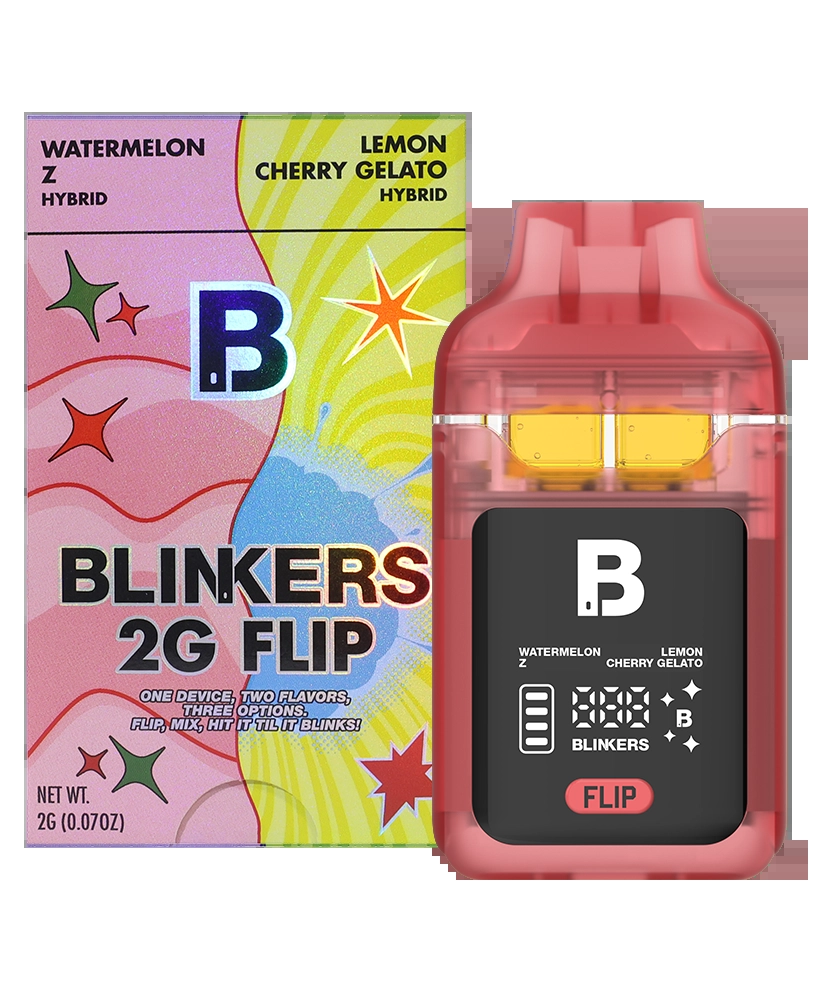 WATERMELON
Z
HYBRID
LEMON
CHERRY GELATO
HYBRID
B
BLINKERS
2G FLIP
ONE DEVICE, TWO FLAVORS,
THREE OPTIONS.
FLIP, MIX, HIT IT TIL IT BLINKS!
NET WT.
2G (0.07OZ)
B
WATERMELON
Z
LEMON
CHERRY GELATO
888
B
BLINKERS
FLIP